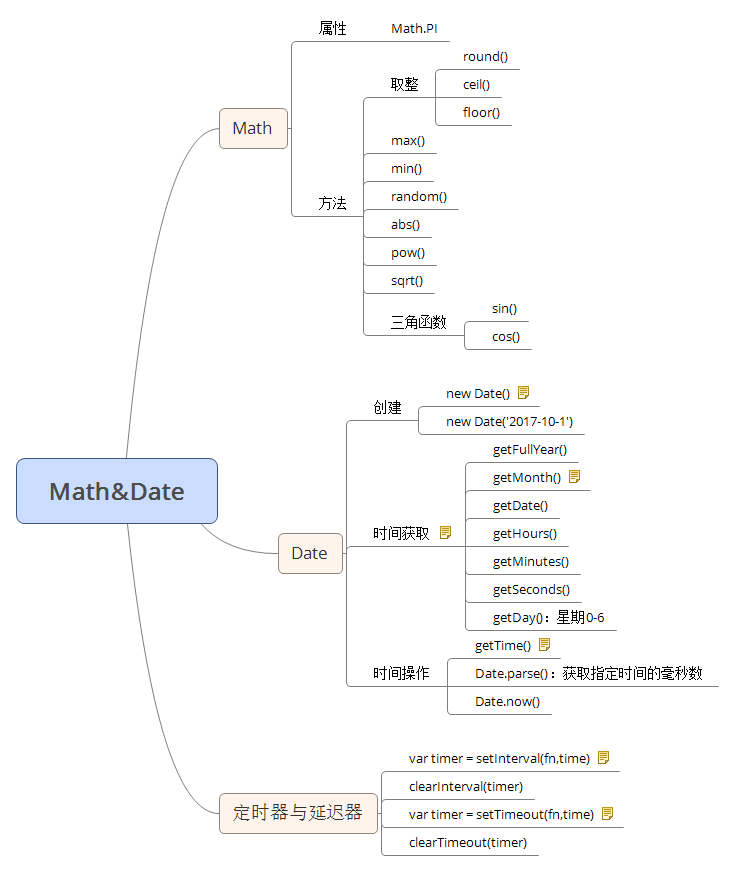 Math&Date
Math
属性
Math.PI
方法
取整
round()
ceil()
floor()
max()
min()
random()
abs()
pow()
sqrt()
三角函数
sin()
cos()
Date
创建
new Date()
new Date('2017-10-1')
时间获取
getFullYear()
getMonth()
getDate()
getHours()
getMinutes()
getSeconds()
getDay()：星期0-6
时间操作
getTime()
Date.parse()：获取指定时间的毫秒数
Date.now()
定时器与延迟器
var timer = setInterval(fn,time)
clearInterval(timer)
var timer = setTimeout(fn,time)
clearTimeout(timer)